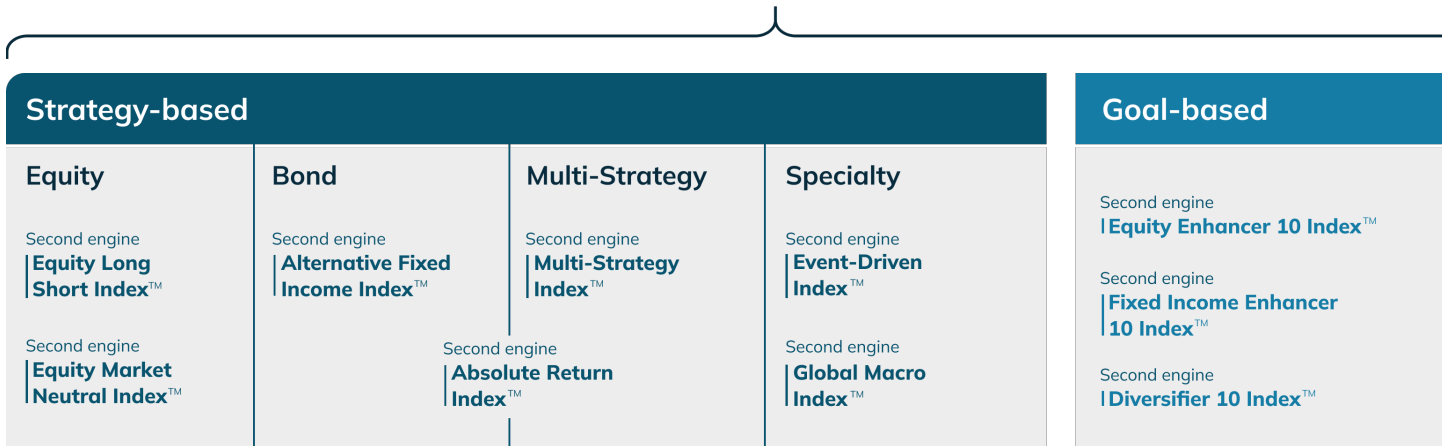 Strategy-based
Equity
Second engine
Equity Long
Short Index™
Second engine
Equity Market
Neutral Index™
Bond
Second engine
Alternative Fixed
Income Index™
Multi-Strategy
Second engine
Multi-Strategy
Index™
Second engine
Absolute Return
Index™
Specialty
Second engine
Event-Driven
Index™
Second engine
Global Macro
Index™
Goal-based
Second engine
Equity Enhancer 10 Index™
Second engine
Fixed Income Enhancer
10 Index™
Second engine
Diversifier 10 Index™